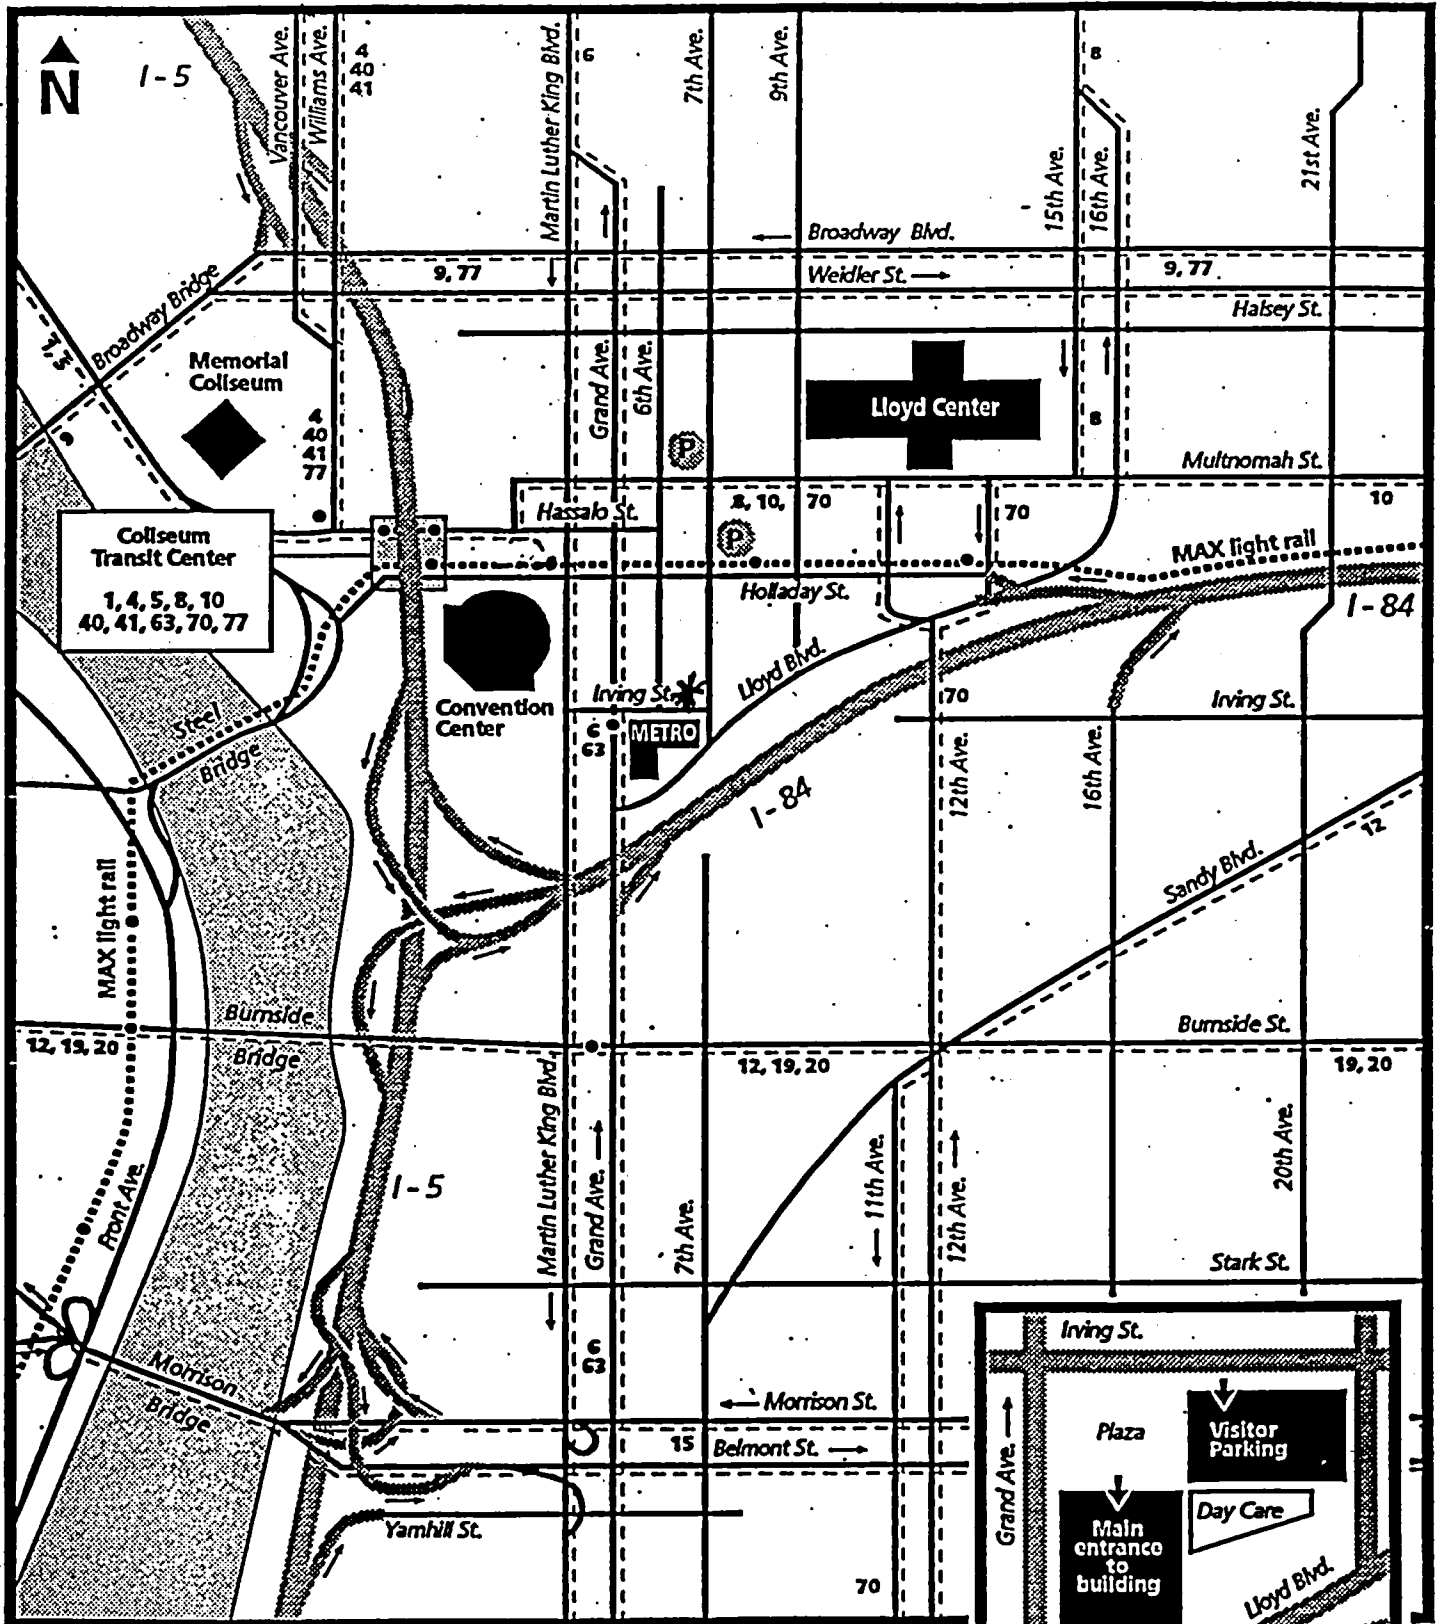 N
I-5
Vancouver Ave.
Williams Ave.
4
40
41
Martin Luther King Blvd.
6
7th Ave.
9th Ave.
8
15th Ave.
16th Ave.
21st Ave.
Broadway Blvd.
9, 77
Weidler St.
9, 77
Halsey St.
Broadway Bridge
Memorial
Coliseum
4
40
41
77
Grand Ave.
6th Ave.
P
Lloyd Center
8
Multnomah St.
Hassalo St.
8, 10, 70
70
10
P
MAX light rail
Holladay St.
I-84
Coliseum
Transit Center
1, 4, 5, 8, 10
40, 41, 63, 70, 77
Convention
Center
Irving St.
METRO
6
63
Lloyd Blvd.
70
Irving St.
Steel
Bridge
12th Ave.
16th Ave.
I-84
12
Sandy Blvd.
MAX light rail
Burnside
Bridge
12, 19, 20
12, 19, 20
Burnside St.
19, 20
Martin Luther King Blvd.
Grand Ave.
7th Ave.
11th Ave.
12th Ave.
20th Ave.
I-5
Front Ave.
Stark St.
6
63
Morrison
Bridge
Morrison St.
15
Belmont St.
Yamhill St.
70
Irving St.
Grand Ave.
Plaza
Visitor
Parking
Day Care
Main
entrance
to
building
Lloyd Blvd.